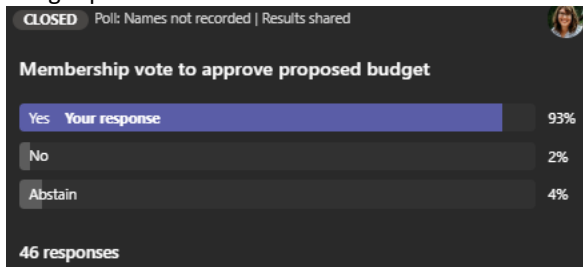 CLOSED Poll: Names not recorded | Results shared
Membership vote to approve proposed budget
Yes Your response 93%
No 2%
Abstain 4%
46 responses